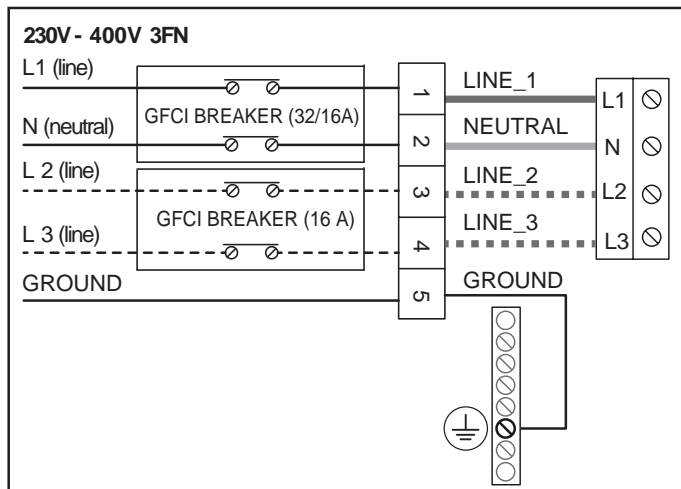 230V - 400V 3FN
L1 (line)
GFCI BREAKER (32/16A)
N (neutral)
L 2 (line)
GFCI BREAKER (16 A)
L 3 (line)
GROUND
1
2
3
4
5
LINE_1
NEUTRAL
LINE_2
LINE_3
GROUND
L1
N
L2
L3